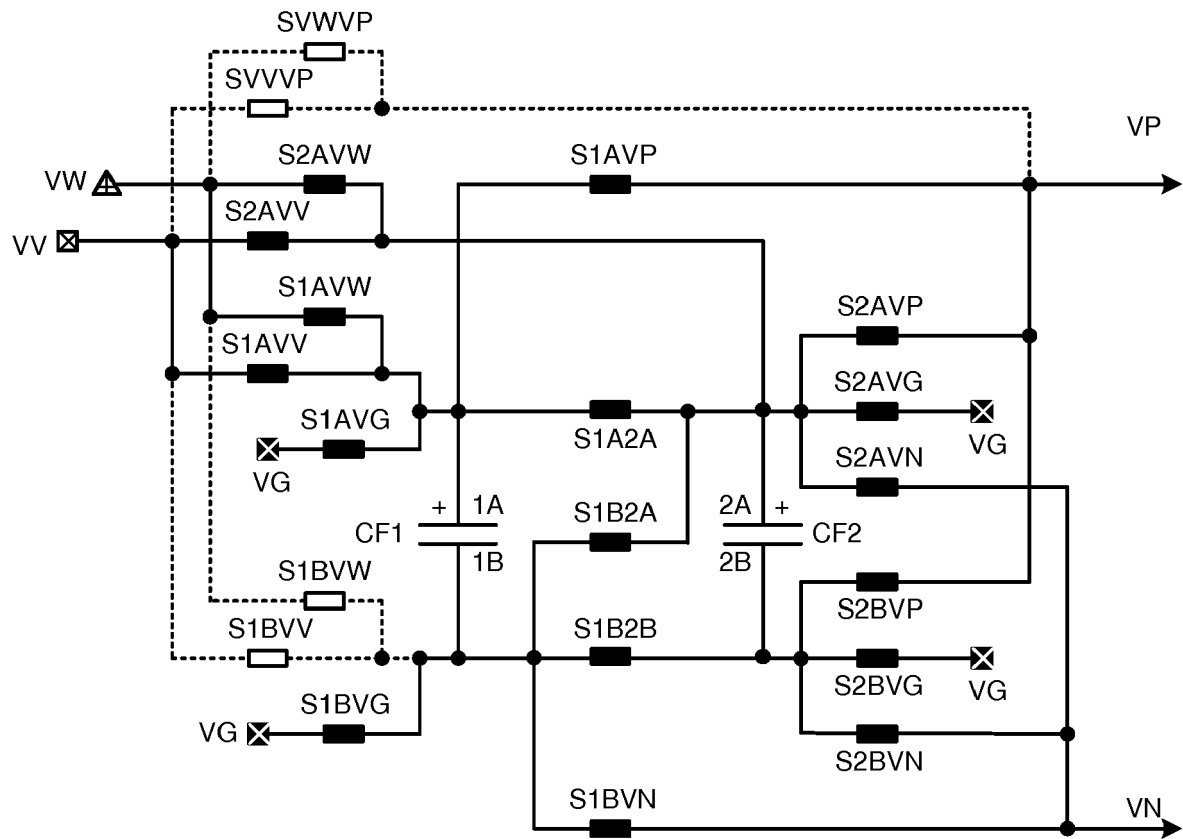 SVWVP
SVVVP
VP
S2AVW
S1AVP
VW
S2AVV
VV
S1AVW
S2AVP
S1AVV
S2AVG
S1AVG
S1A2A
VG
VG
S2AVN
+ 1A
S1B2A
2A +
CF1
CF2
1B
2B
S1BVW
S2BVP
S1BVV
S1B2B
S2BVG
VG
S1BVG
VG
S2BVN
S1BVN
VN